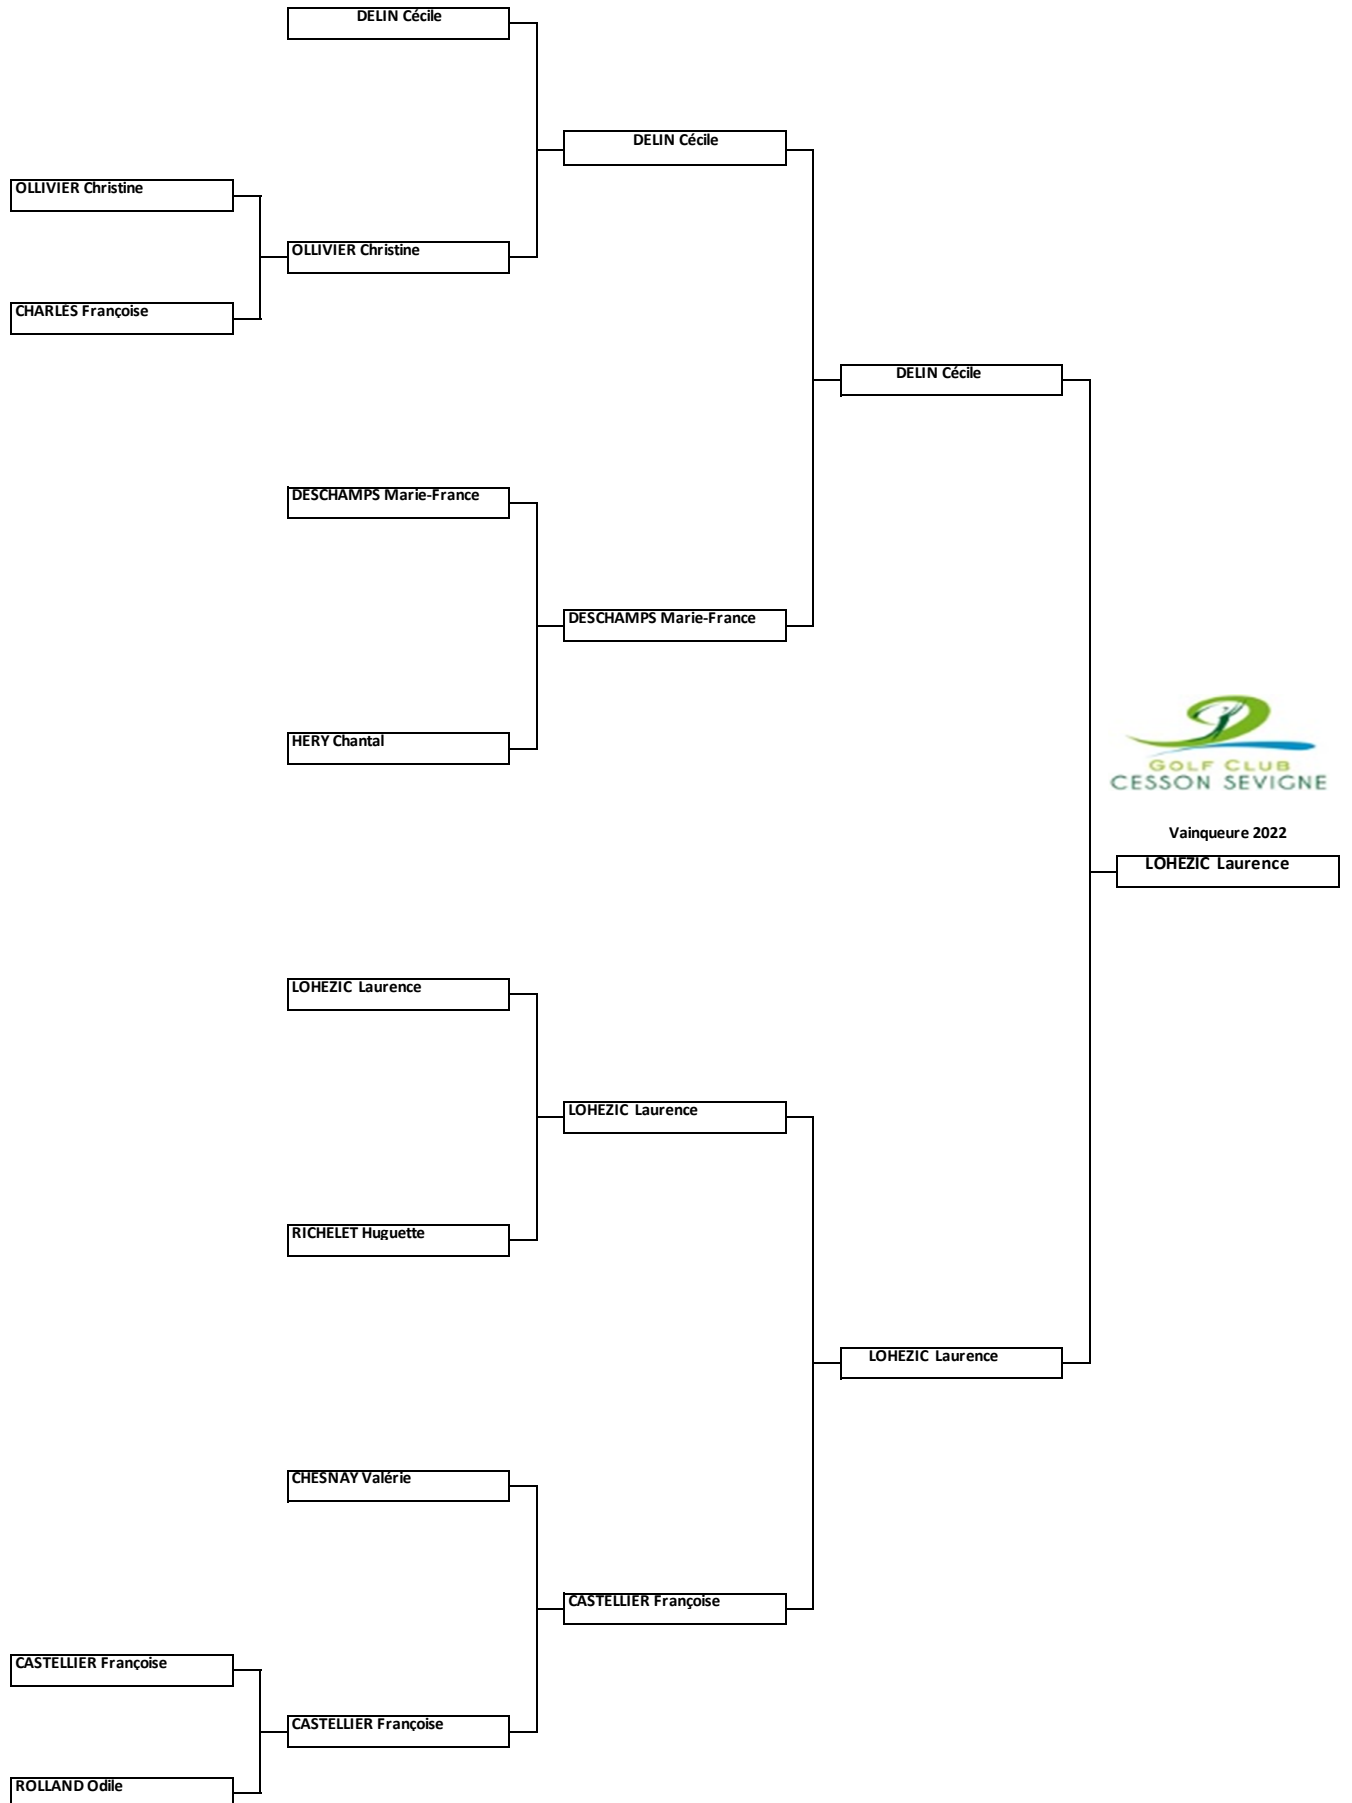 DELIN Cécile
DELIN Cécile
OLLIVIER Christine
OLLIVIER Christine
CHARLES Françoise
DELIN Cécile
DESCHAMPS Marie-France
DESCHAMPS Marie-France
HERY Chantal
GOLF CLUB
CESSON SEVIGNE
Vainqueure 2022
LOHEZIC Laurence
LOHEZIC Laurence
LOHEZIC Laurence
RICHELET Huguette
LOHEZIC Laurence
CHESNAY Valérie
CASTELLIER Françoise
CASTELLIER Françoise
CASTELLIER Françoise
ROLLAND Odile